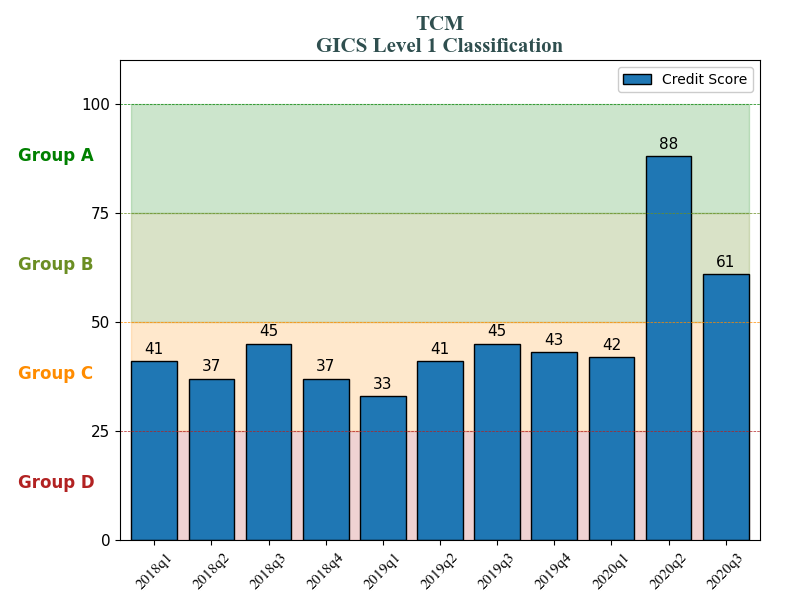 TCM
GICS Level 1 Classification
Credit Score
100
Group A
88
75
Group B
61
50
41
37
45
37
33
41
45
43
42
Group C
25
Group D
0
2018q1
2018q2
2018q3
2018q4
2019q1
2019q2
2019q3
2019q4
2020q1
2020q2
2020q3